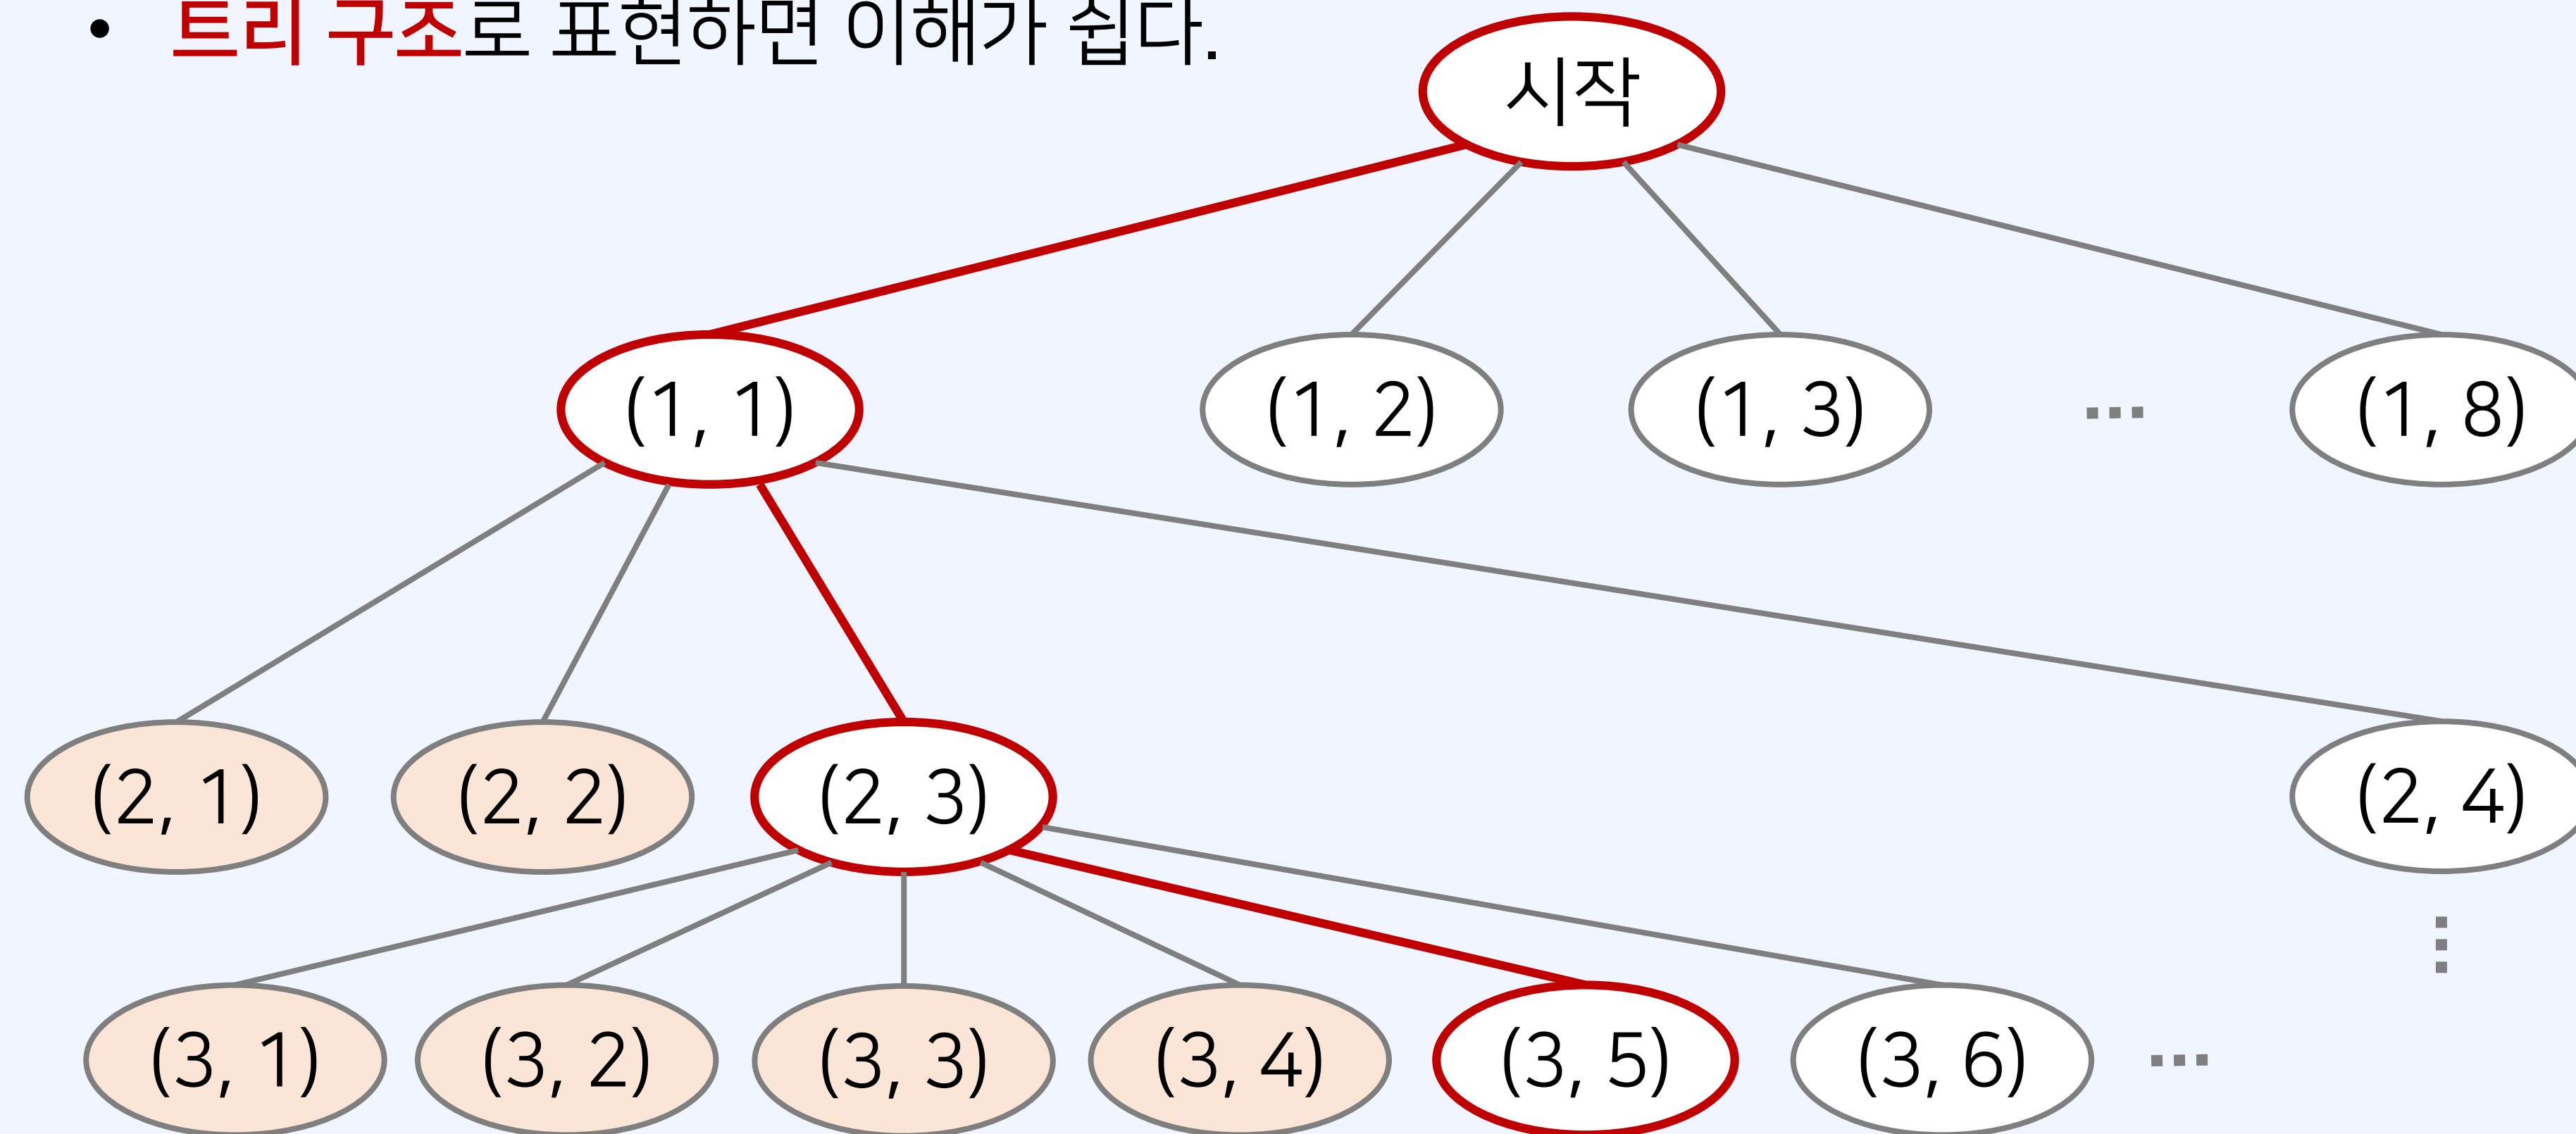 • 트리 구조로 표현하면 이해가 쉽다.
시작
(1, 1) (1, 2) (1, 3) ... (1, 8)
(2, 1) (2, 2) (2, 3) (2, 4)
(3, 1) (3, 2) (3, 3) (3, 4) (3, 5) (3, 6) ...